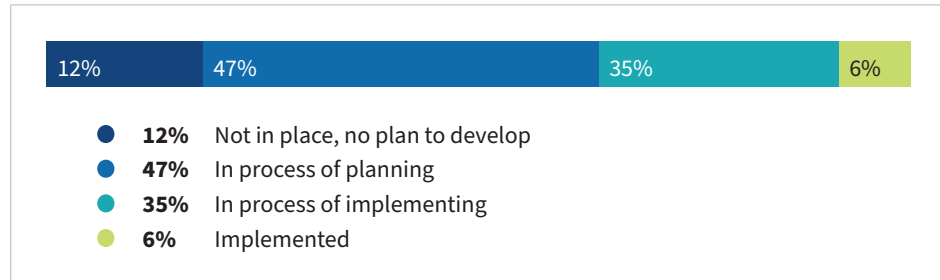 12% 47% 35% 6%
12% Not in place, no plan to develop
47% In process of planning
35% In process of implementing
6% Implemented